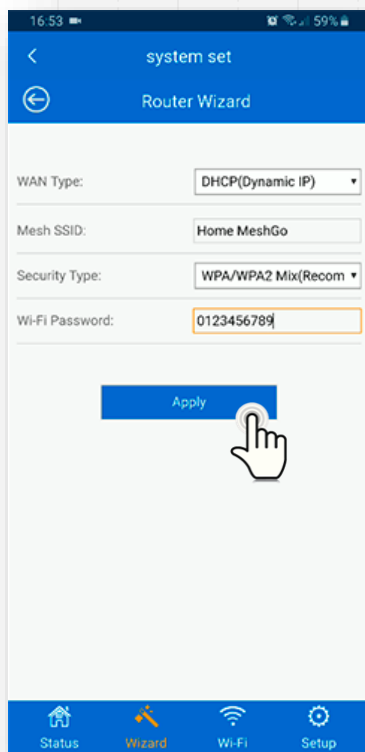 16:53 59%
system set
Router Wizard
WAN Type: DHCP(Dynamic IP)
Mesh SSID: Home MeshGo
Security Type: WPA/WPA2 Mix(Recom
Wi-Fi Password: 0123456789
Apply
Status Wizard Wi-Fi Setup